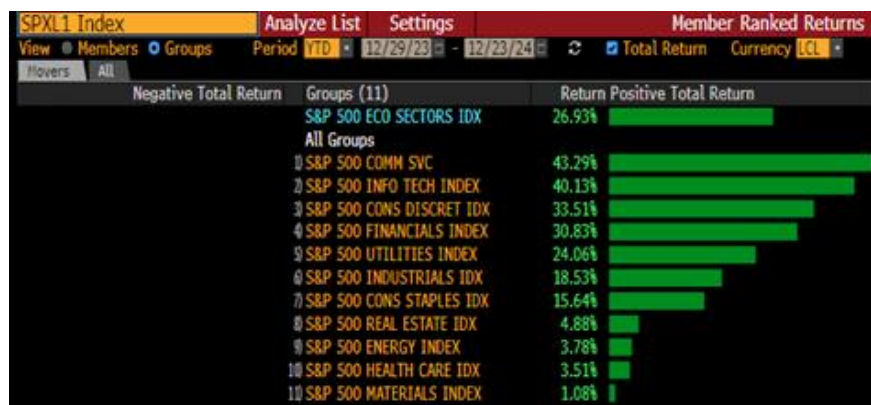 SPXL1 Index Analyze List Settings Member Ranked Returns
View Members Groups Period YTD 12/29/23 - 12/23/24 Total Return Currency LCL
Movers All
Negative Total Return Groups (11) Return Positive Total Return
S&P 500 ECO SECTORS IDX 26.93%
All Groups
1) S&P 500 COMM SVC 43.29%
2) S&P 500 INFO TECH INDEX 40.13%
3) S&P 500 CONS DISCRET IDX 33.51%
4) S&P 500 FINANCIALS INDEX 30.83%
5) S&P 500 UTILITIES INDEX 24.06%
6) S&P 500 INDUSTRIALS IDX 18.53%
7) S&P 500 CONS STAPLES IDX 15.64%
8) S&P 500 REAL ESTATE IDX 4.88%
9) S&P 500 ENERGY INDEX 3.78%
10) S&P 500 HEALTH CARE IDX 3.51%
11) S&P 500 MATERIALS INDEX 1.08%